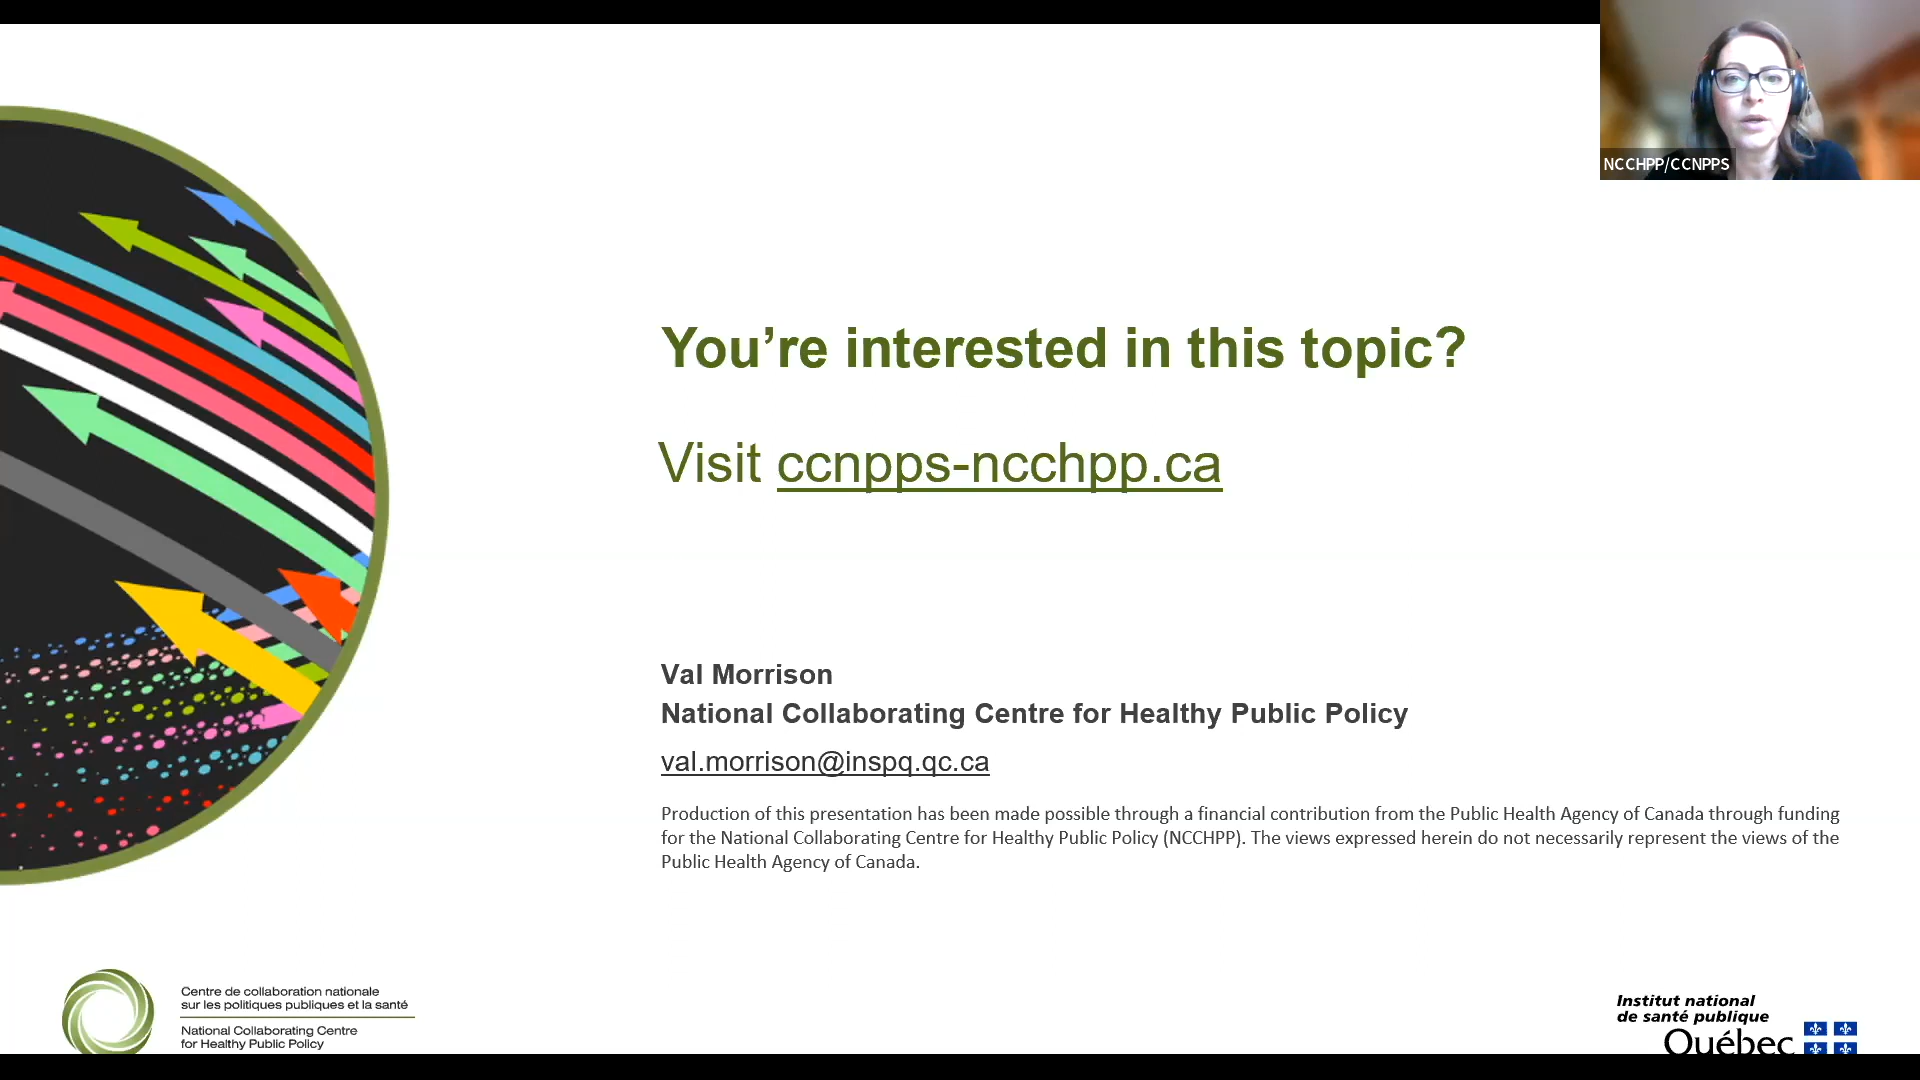 NCCHPP/CCNPPS
You’re interested in this topic?
Visit ccnpps-ncchpp.ca
Val Morrison
National Collaborating Centre for Healthy Public Policy
val.morrison@inspq.qc.ca
Production of this presentation has been made possible through a financial contribution from the Public Health Agency of Canada through funding
for the National Collaborating Centre for Healthy Public Policy (NCCHPP). The views expressed herein do not necessarily represent the views of the
Public Health Agency of Canada.
Centre de collaboration nationale
sur les politiques publiques et la santé
National Collaborating Centre
for Healthy Public Policy
Institut national
de santé publique
Québec